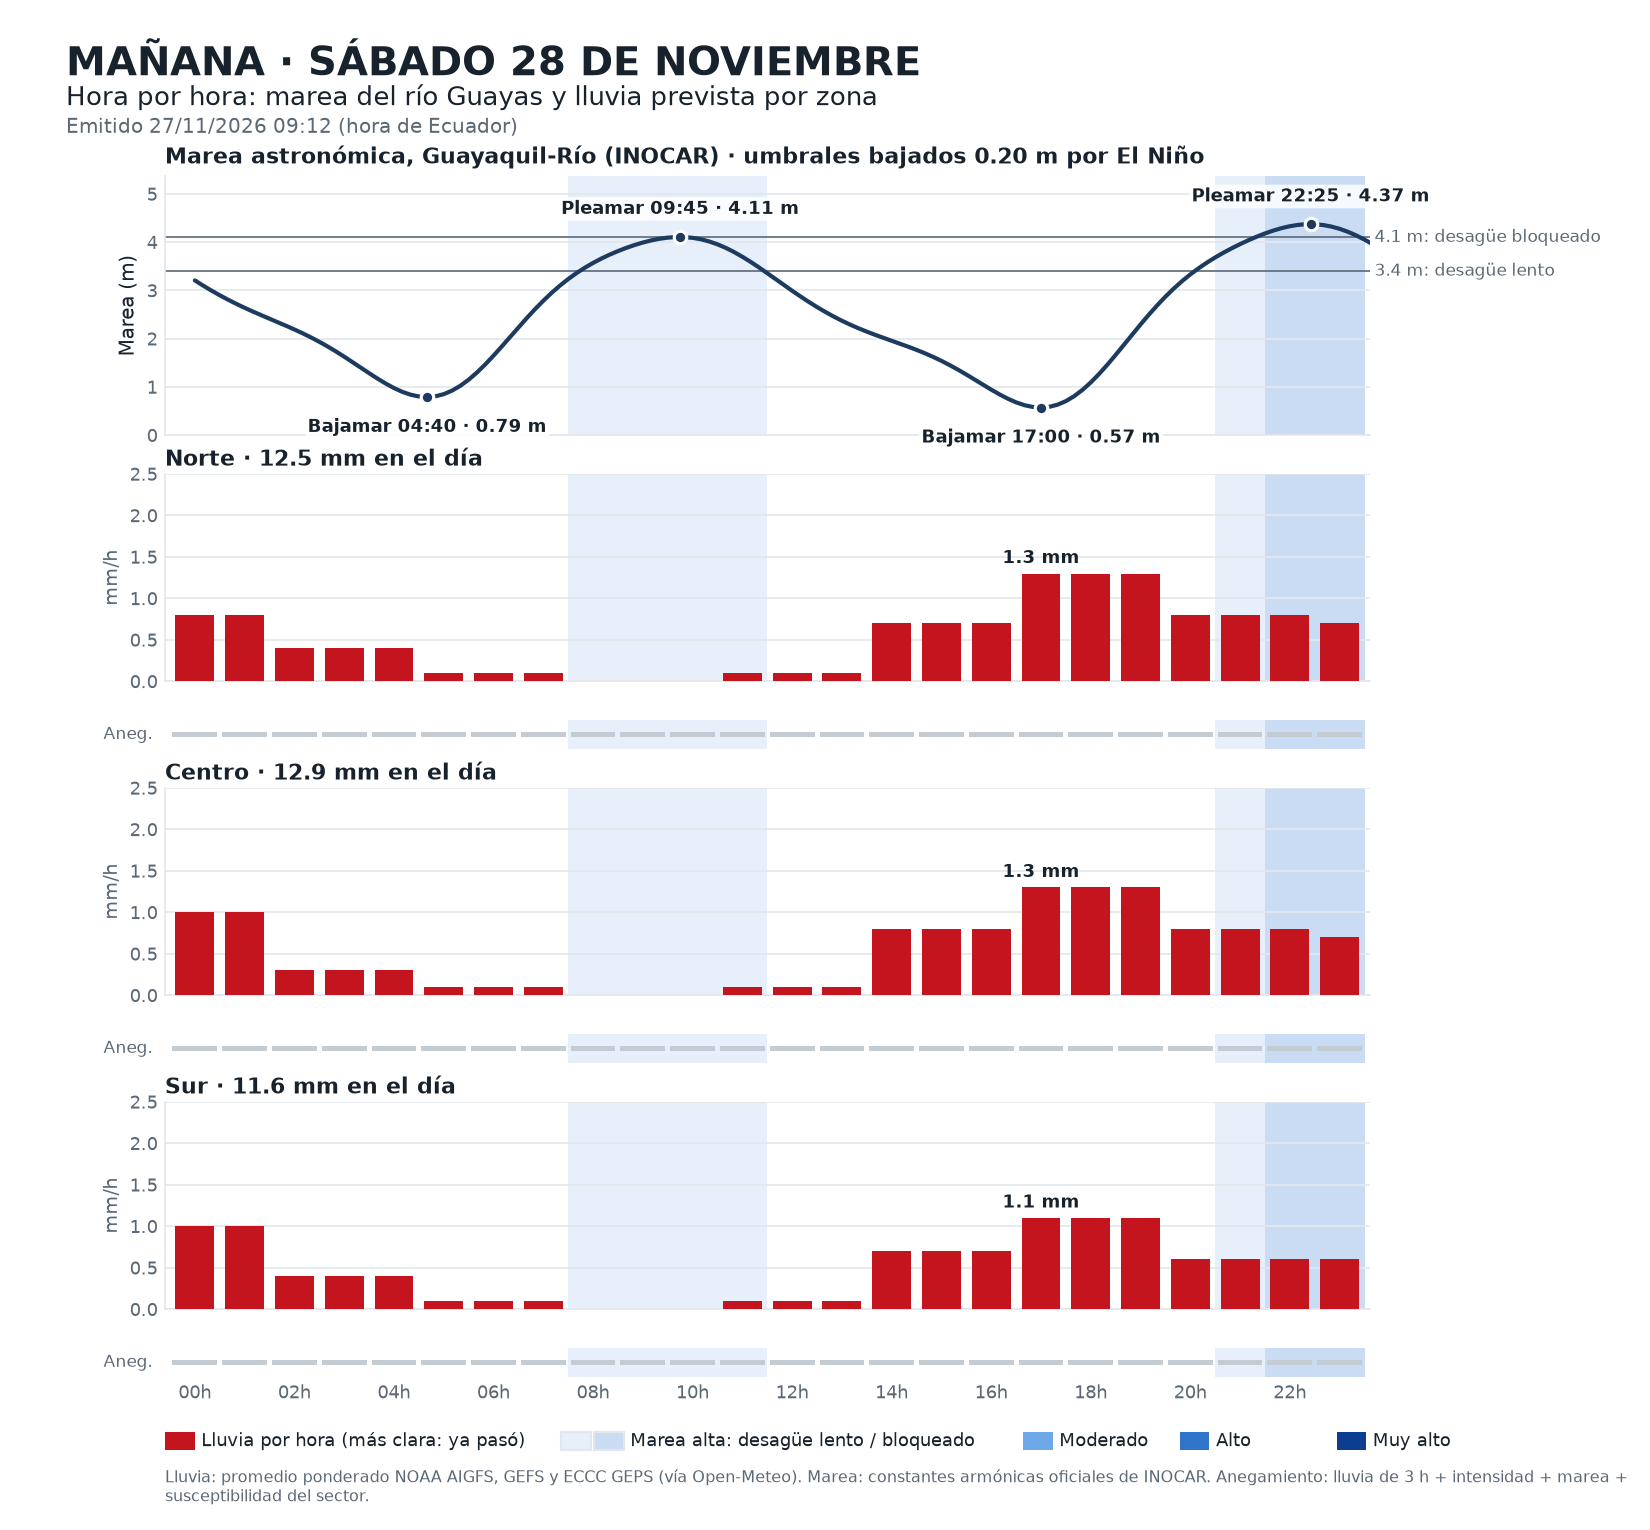 MAÑANA · SÁBADO 28 DE NOVIEMBRE
Hora por hora: marea del río Guayas y lluvia prevista por zona
Emitido 27/11/2026 09:12 (hora de Ecuador)
Marea astronómica, Guayaquil-Río (INOCAR) · umbrales bajados 0.20 m por El Niño
Marea (m)
5
4
3
2
1
0
Pleamar 09:45 · 4.11 m
Pleamar 22:25 · 4.37 m
4.1 m: desagüe bloqueado
3.4 m: desagüe lento
Bajamar 04:40 · 0.79 m
Bajamar 17:00 · 0.57 m
Norte · 12.5 mm en el día
mm/h
2.5
2.0
1.5
1.0
0.5
0.0
1.3 mm
Aneg.
Centro · 12.9 mm en el día
mm/h
2.5
2.0
1.5
1.0
0.5
0.0
1.3 mm
Aneg.
Sur · 11.6 mm en el día
mm/h
2.5
2.0
1.5
1.0
0.5
0.0
1.1 mm
Aneg.
00h 02h 04h 06h 08h 10h 12h 14h 16h 18h 20h 22h
Lluvia por hora (más clara: ya pasó) Marea alta: desagüe lento / bloqueado Moderado Alto Muy alto
Lluvia: promedio ponderado NOAA AIGFS, GEFS y ECCC GEPS (vía Open-Meteo). Marea: constantes armónicas oficiales de INOCAR. Anegamiento: lluvia de 3 h + intensidad + marea +
susceptibilidad del sector.